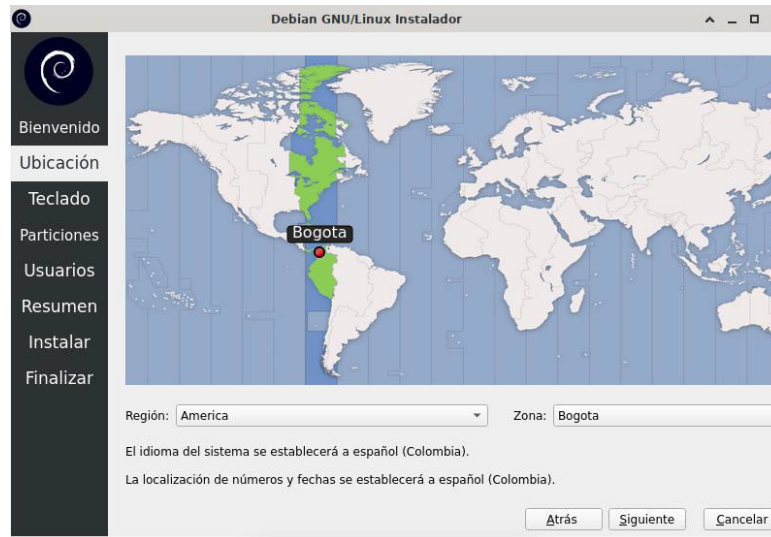 Debian GNU/Linux Instalador
Bienvenido
Ubicación
Teclado
Particiones
Usuarios
Resumen
Instalar
Finalizar
Bogota
Región: America Zona: Bogota
El idioma del sistema se establecerá a español (Colombia).
La localización de números y fechas se establecerá a español (Colombia).
Atrás Siguiente Cancelar